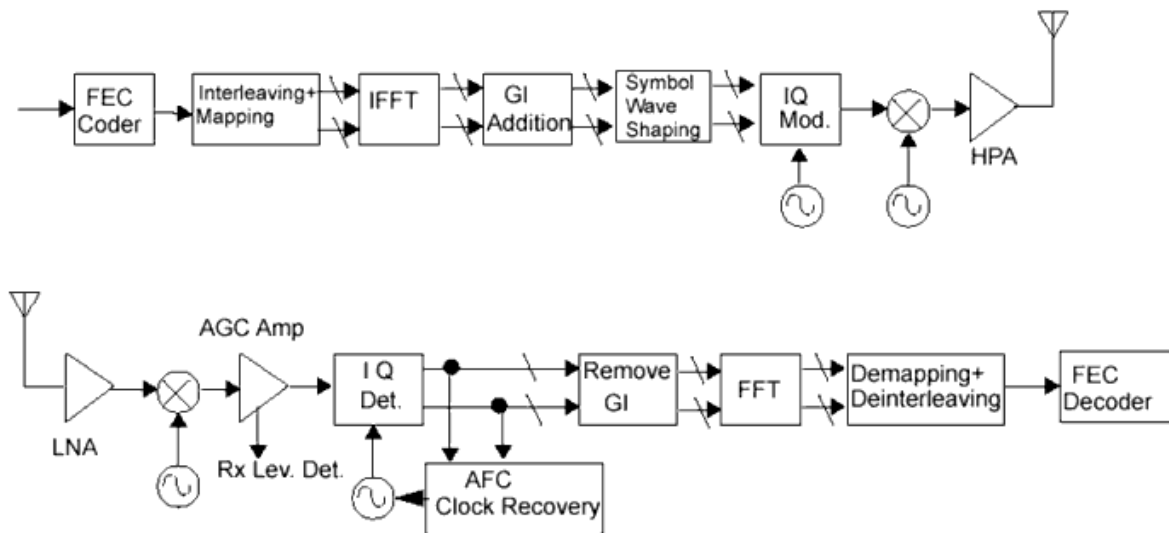 FEC
Coder
Interleaving+
Mapping
IFFT
GI
Addition
Symbol
Wave
Shaping
IQ
Mod.
HPA
AGC Amp
LNA
Rx Lev. Det.
I Q
Det.
AFC
Clock Recovery
Remove
GI
FFT
Demapping+
Deinterleaving
FEC
Decoder